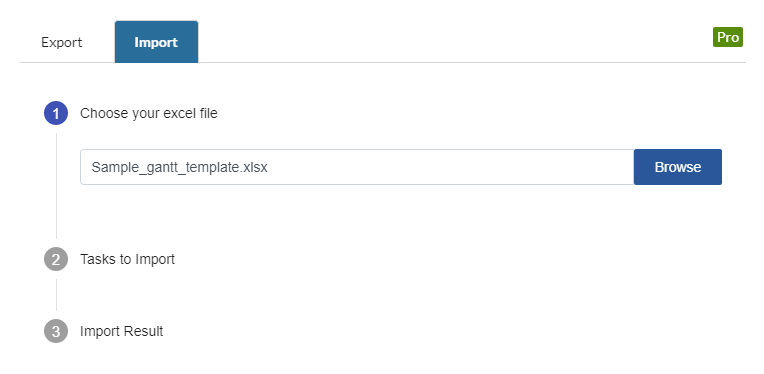 Export
Import
Pro
1
Choose your excel file
Sample_gantt_template.xlsx
Browse
2
Tasks to Import
3
Import Result